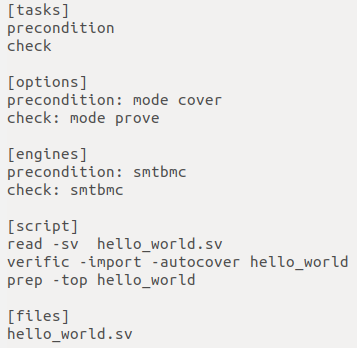 [tasks]
precondition
check

[options]
precondition: mode cover
check: mode prove

[engines]
precondition: smtbmc
check: smtbmc

[script]
read -sv  hello_world.sv
verific -import -autocover hello_world
prep -top hello_world

[files]
hello_world.sv